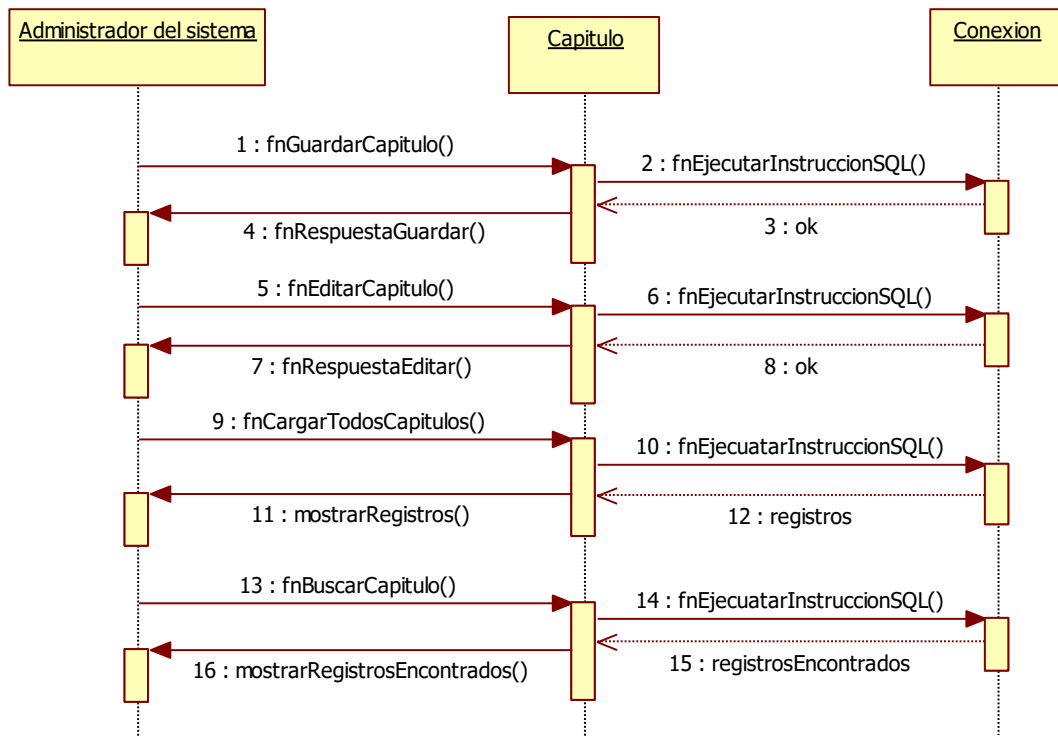 Administrador del sistema
Capitulo
Conexion
1 : fnGuardarCapitulo()
2 : fnEjecutarInstruccionSQL()
3 : ok
4 : fnRespuestaGuardar()
5 : fnEditarCapitulo()
6 : fnEjecutarInstruccionSQL()
7 : fnRespuestaEditar()
8 : ok
9 : fnCargarTodosCapitulos()
10 : fnEjecuatarInstruccionSQL()
11 : mostrarRegistros()
12 : registros
13 : fnBuscarCapitulo()
14 : fnEjecuatarInstruccionSQL()
15 : registrosEncontrados
16 : mostrarRegistrosEncontrados()